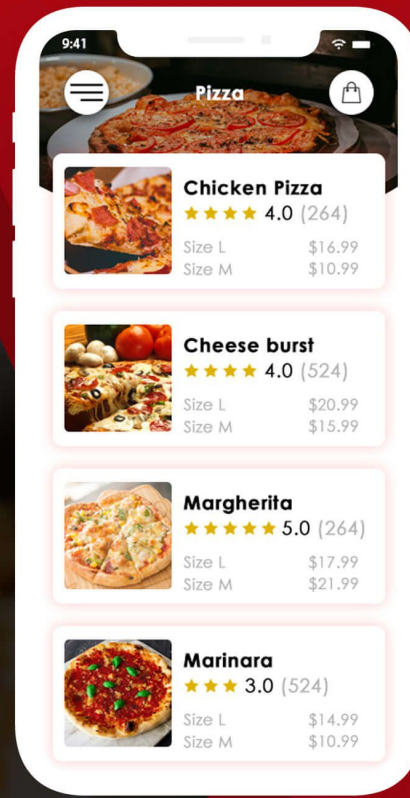 9:41
Pizza
Chicken Pizza
4.0 (264)
Size L $16.99
Size M $10.99
Cheese burst
4.0 (524)
Size L $20.99
Size M $15.99
Margherita
5.0 (264)
Size L $17.99
Size M $21.99
Marinara
3.0 (524)
Size L $14.99
Size M $10.99